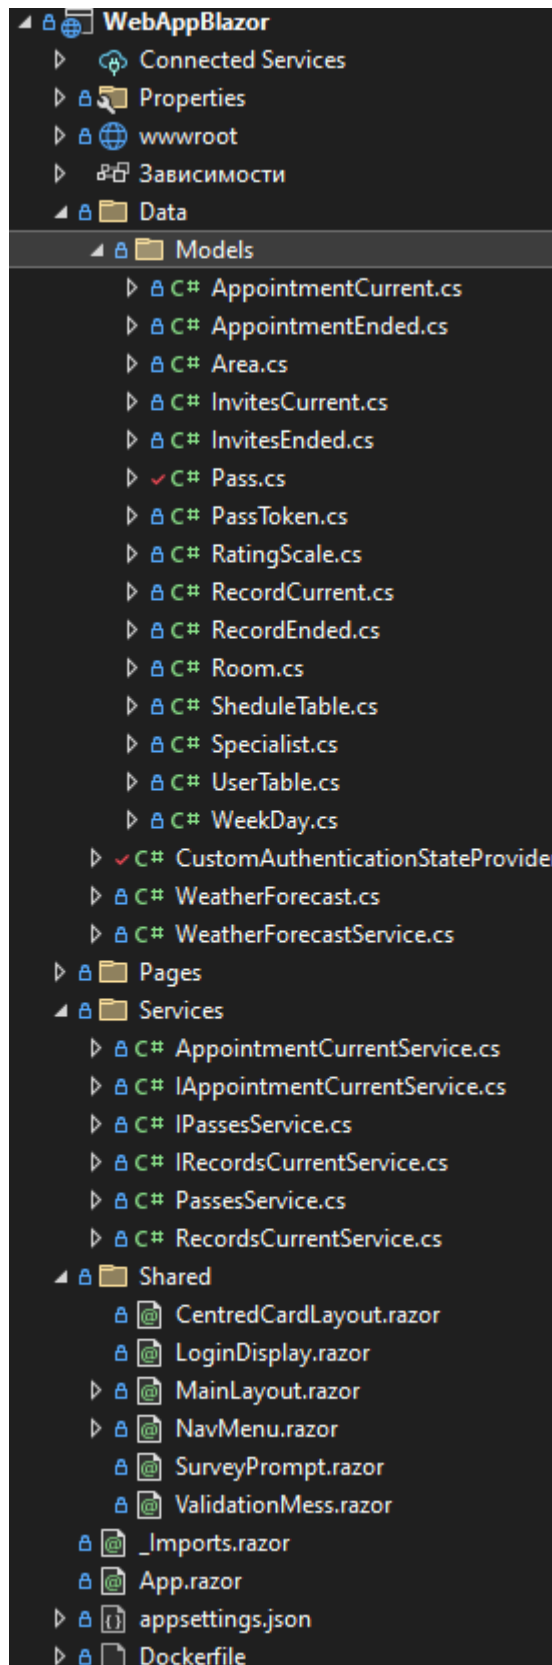 WebAppBlazor
Connected Services
Properties
wwwroot
Зависимости
Data
Models
C# AppointmentCurrent.cs
C# AppointmentEnded.cs
C# Area.cs
C# InvitesCurrent.cs
C# InvitesEnded.cs
C# Pass.cs
C# PassToken.cs
C# RatingScale.cs
C# RecordCurrent.cs
C# RecordEnded.cs
C# Room.cs
C# SheduleTable.cs
C# Specialist.cs
C# UserTable.cs
C# WeekDay.cs
C# CustomAuthenticationStateProvide
C# WeatherForecast.cs
C# WeatherForecastService.cs
Pages
Services
C# AppointmentCurrentService.cs
C# IAppointmentCurrentService.cs
C# IPassesService.cs
C# IRecordsCurrentService.cs
C# PassesService.cs
C# RecordsCurrentService.cs
Shared
@ CentredCardLayout.razor
@ LoginDisplay.razor
@ MainLayout.razor
@ NavMenu.razor
@ SurveyPrompt.razor
@ ValidationMess.razor
@ _Imports.razor
@ App.razor
{} appsettings.json
Dockerfile